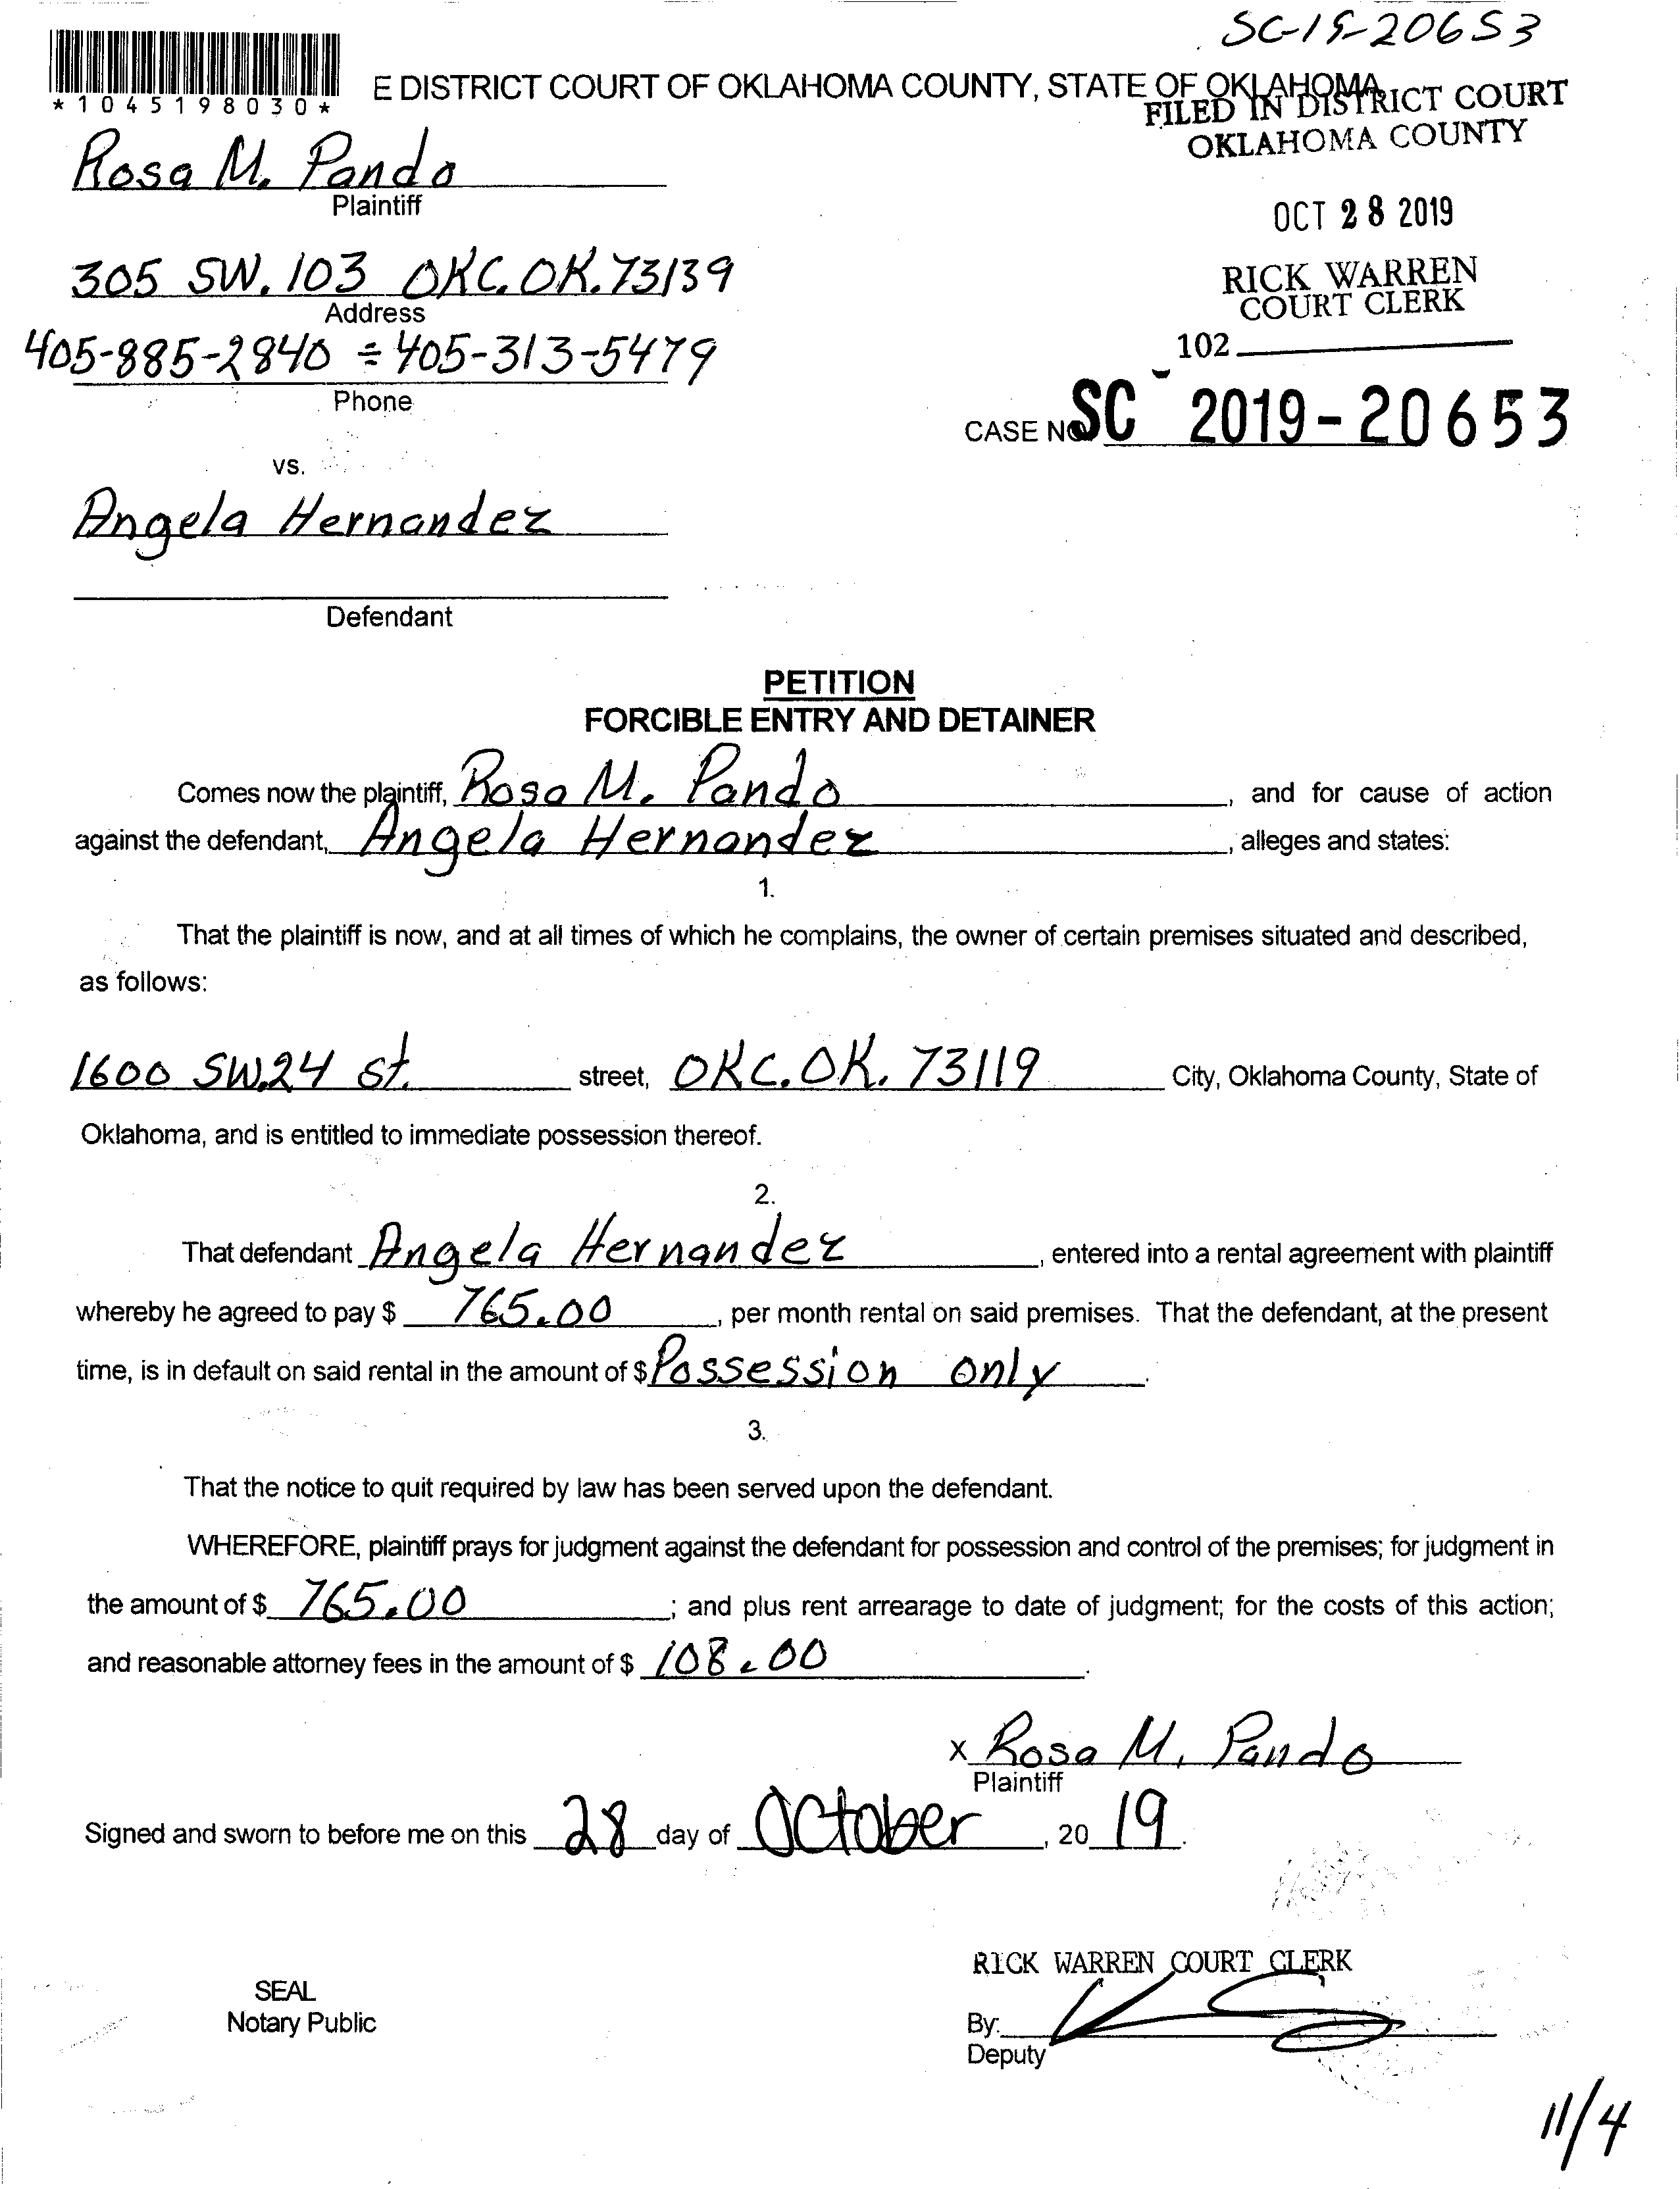 SC-19-20653
*1045198030*
E DISTRICT COURT OF OKLAHOMA COUNTY, STATE OF OKLAHOMA
FILED IN DISTRICT COURT
OKLAHOMA COUNTY
Rosa M. Pando
Plaintiff
OCT 28 2019
305 SW. 103 OKC. OK. 73139
Address
RICK WARREN
COURT CLERK
405-885-2840 ÷ 405-313-5479
Phone
102
CASE NO. SC - 2019-20653
vs.
Angela Hernandez
Defendant
PETITION
FORCIBLE ENTRY AND DETAINER
Comes now the plaintiff, Rosa M. Pando, and for cause of action
against the defendant, Angela Hernandez, alleges and states:
1.
That the plaintiff is now, and at all times of which he complains, the owner of certain premises situated and described,
as follows:
1600 SW.24 st. street, OKC. OK. 73119 City, Oklahoma County, State of
Oklahoma, and is entitled to immediate possession thereof.
2.
That defendant Angela Hernandez, entered into a rental agreement with plaintiff
whereby he agreed to pay $ 765.00, per month rental on said premises. That the defendant, at the present
time, is in default on said rental in the amount of $ Possession only.
3.
That the notice to quit required by law has been served upon the defendant.
WHEREFORE, plaintiff prays for judgment against the defendant for possession and control of the premises; for judgment in
the amount of $ 765.00; and plus rent arrearage to date of judgment; for the costs of this action;
and reasonable attorney fees in the amount of $ 108.00.
x Rosa M. Pando
Plaintiff
Signed and sworn to before me on this 28 day of October, 20 19.
RICK WARREN COURT CLERK
SEAL
Notary Public
By:
Deputy
11/4